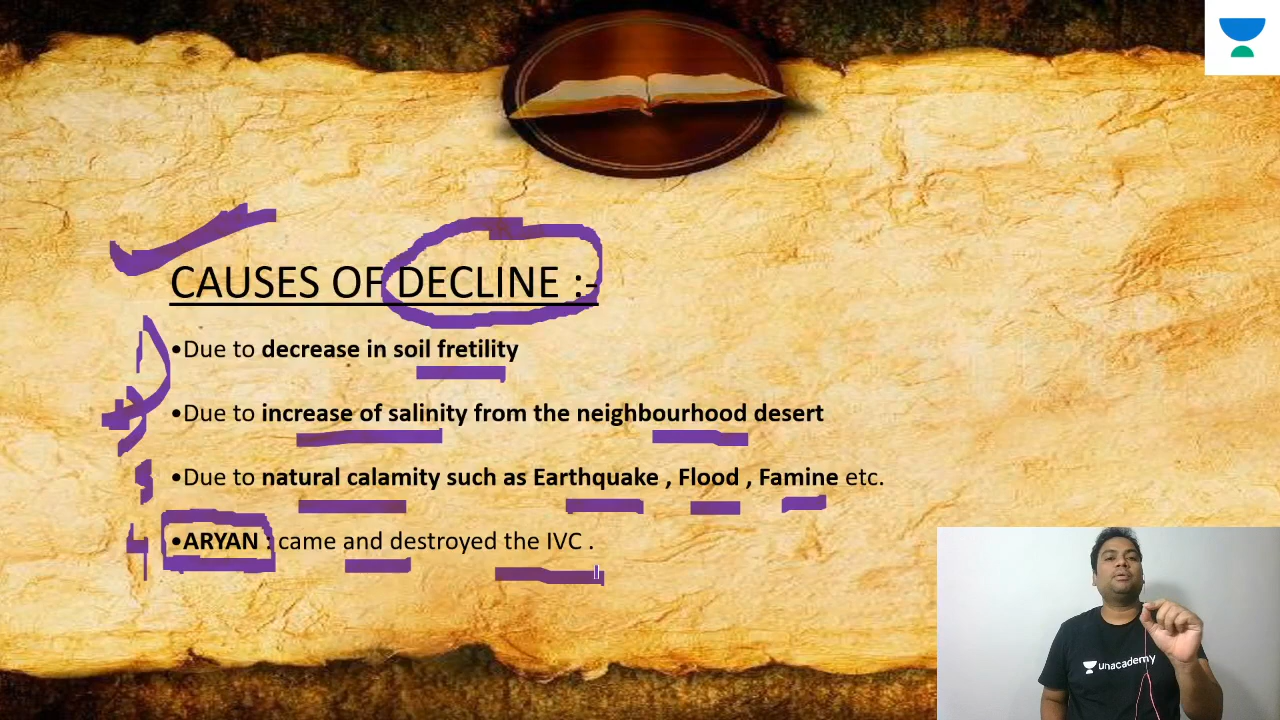 CAUSES OF DECLINE :-
•Due to decrease in soil fretility
•Due to increase of salinity from the neighbourhood desert
•Due to natural calamity such as Earthquake , Flood , Famine etc.
•ARYAN : came and destroyed the IVC .
unacademy